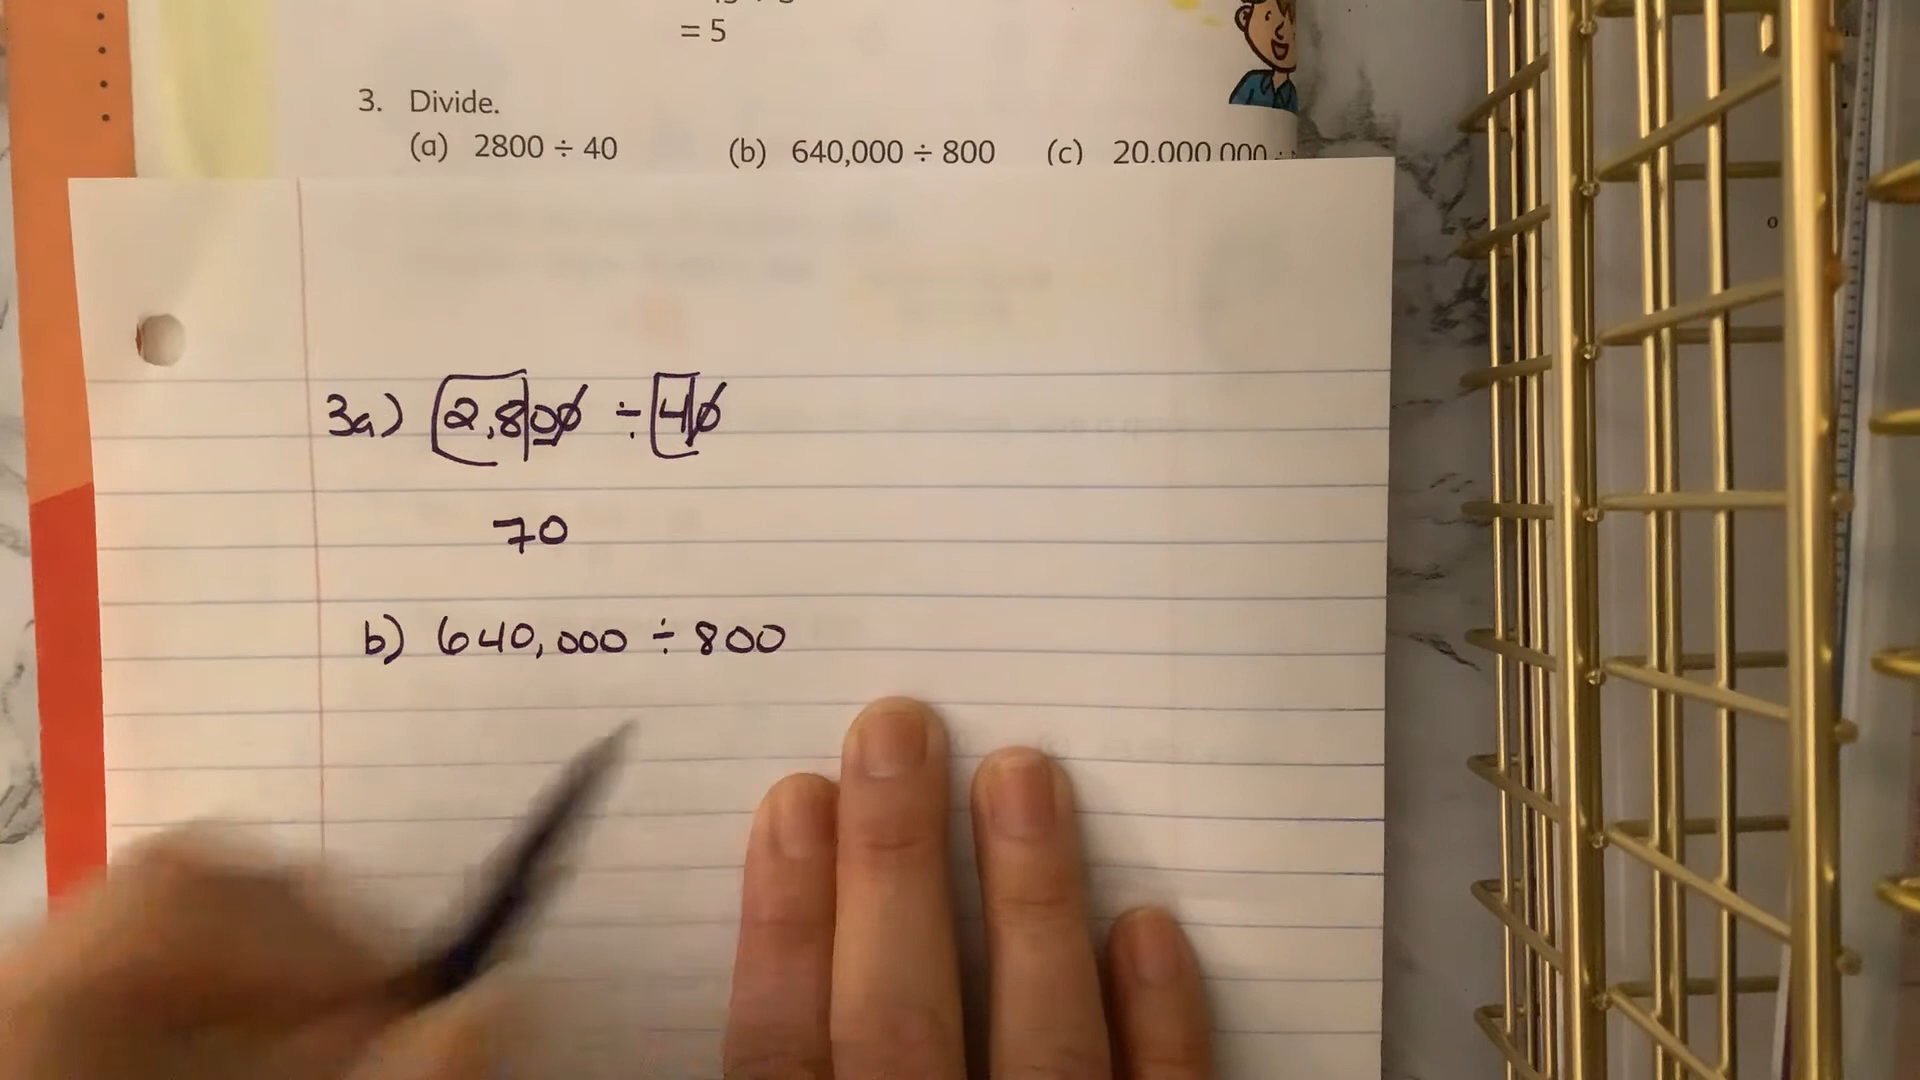 = 5
3. Divide.
(a) 2800 ÷ 40 (b) 640,000 ÷ 800 (c) 20,000,000
3a) 2,800 ÷ 40
70
b) 640,000 ÷ 800